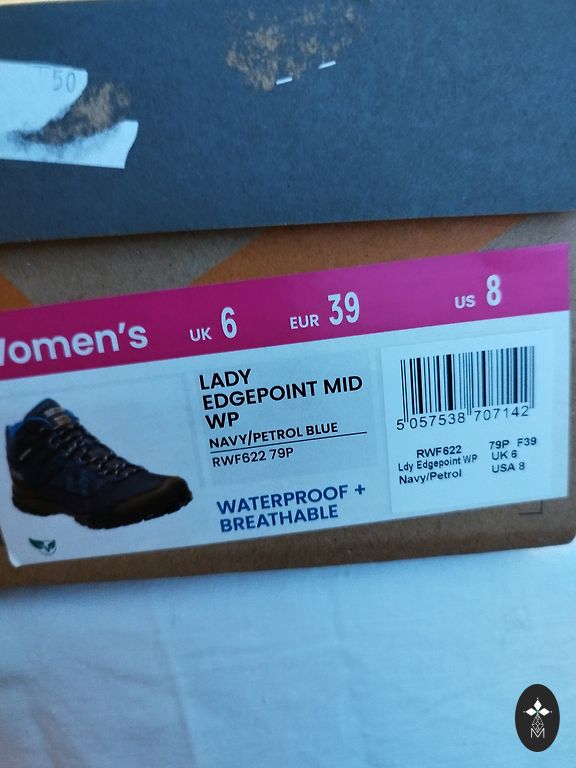 50
Women's
UK 6
EUR 39
US 8
LADY
EDGEPOINT MID
WP
NAVY/PETROL BLUE
RWF622 79P
WATERPROOF +
BREATHABLE
5 057538 707142
RWF622 79P F39
Ldy Edgepoint WP UK 6
Navy/Petrol USA 8
M